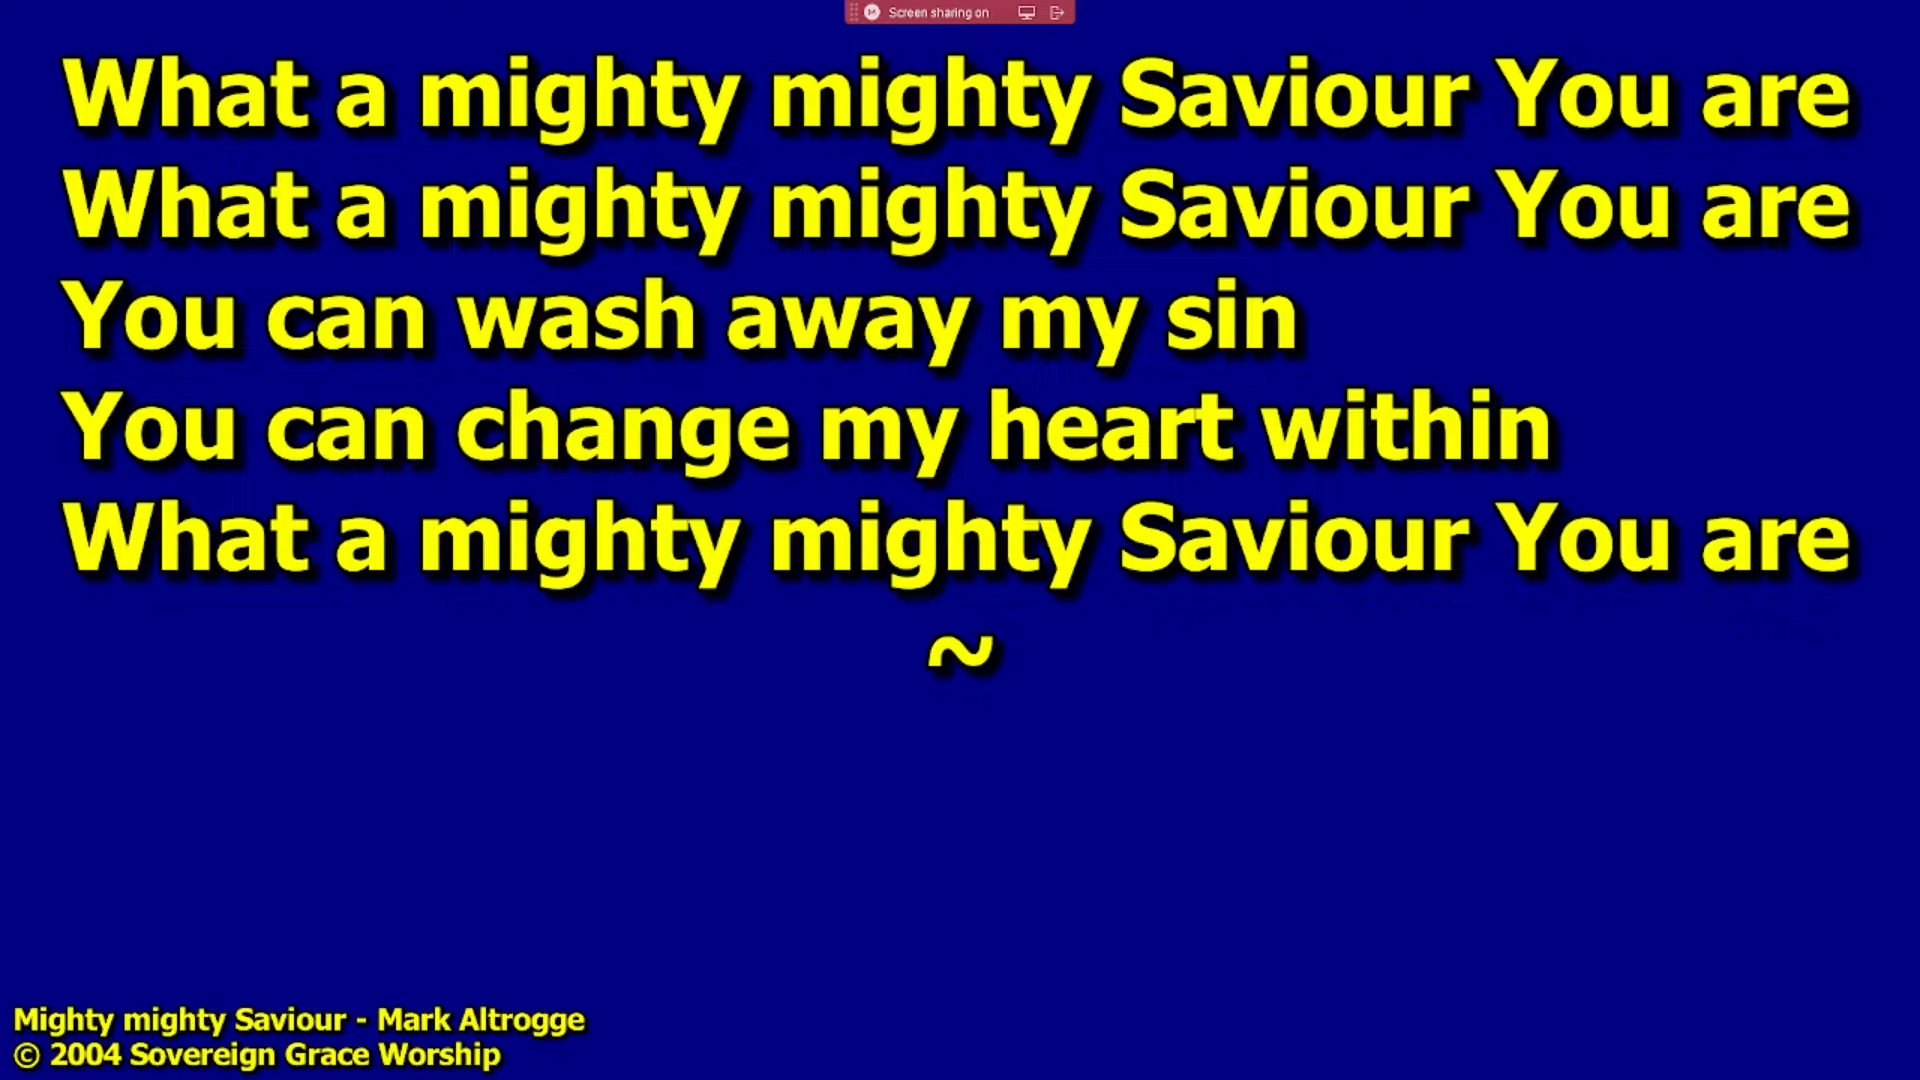 Screen sharing on
What a mighty mighty Saviour You are
What a mighty mighty Saviour You are
You can wash away my sin
You can change my heart within
What a mighty mighty Saviour You are
~
Mighty mighty Saviour - Mark Altrogge
© 2004 Sovereign Grace Worship